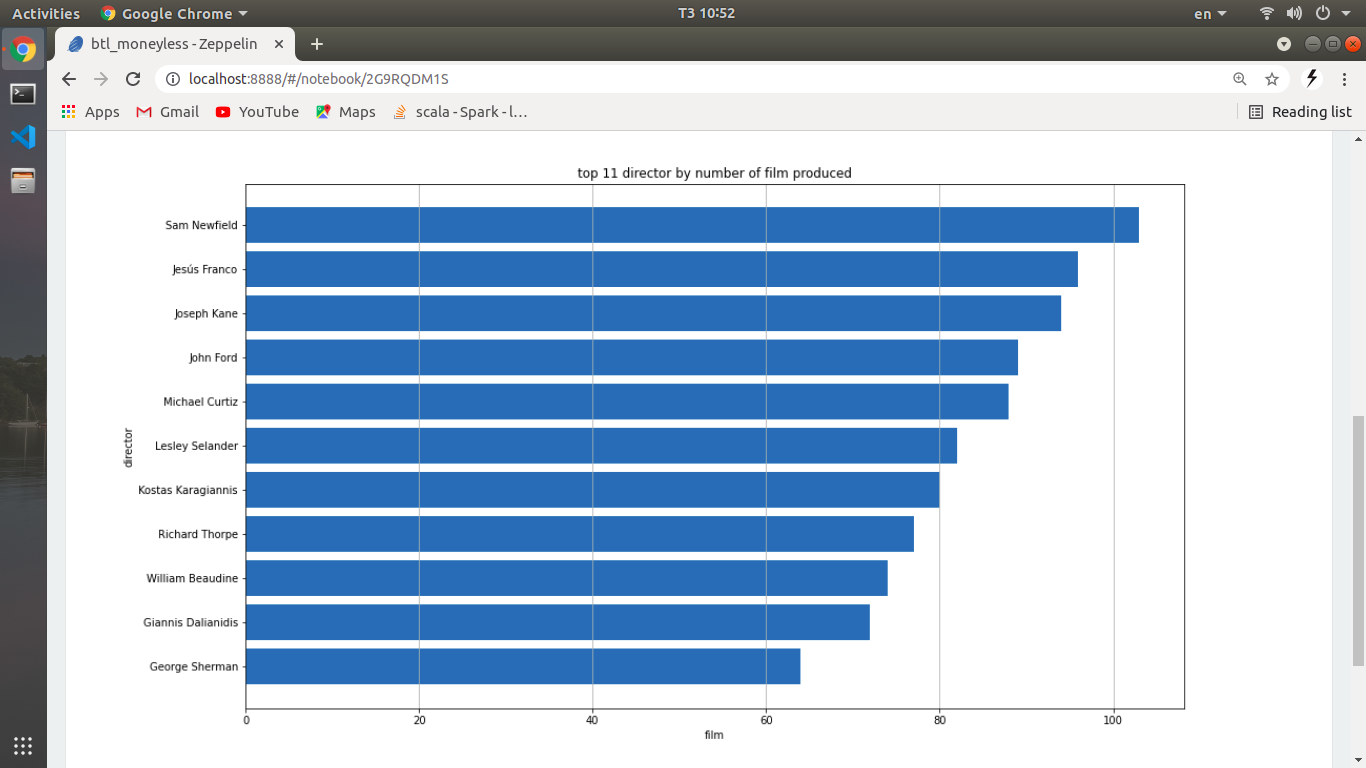 Activities
Google Chrome
T3 10:52
en
btl_moneyless - Zeppelin
localhost:8888/#/notebook/2G9RQDM1S
Apps
Gmail
YouTube
Maps
scala - Spark - l...
Reading list
top 11 director by number of film produced
director
Sam Newfield
Jesús Franco
Joseph Kane
John Ford
Michael Curtiz
Lesley Selander
Kostas Karagiannis
Richard Thorpe
William Beaudine
Giannis Dalianidis
George Sherman
0 20 40 60 80 100
film